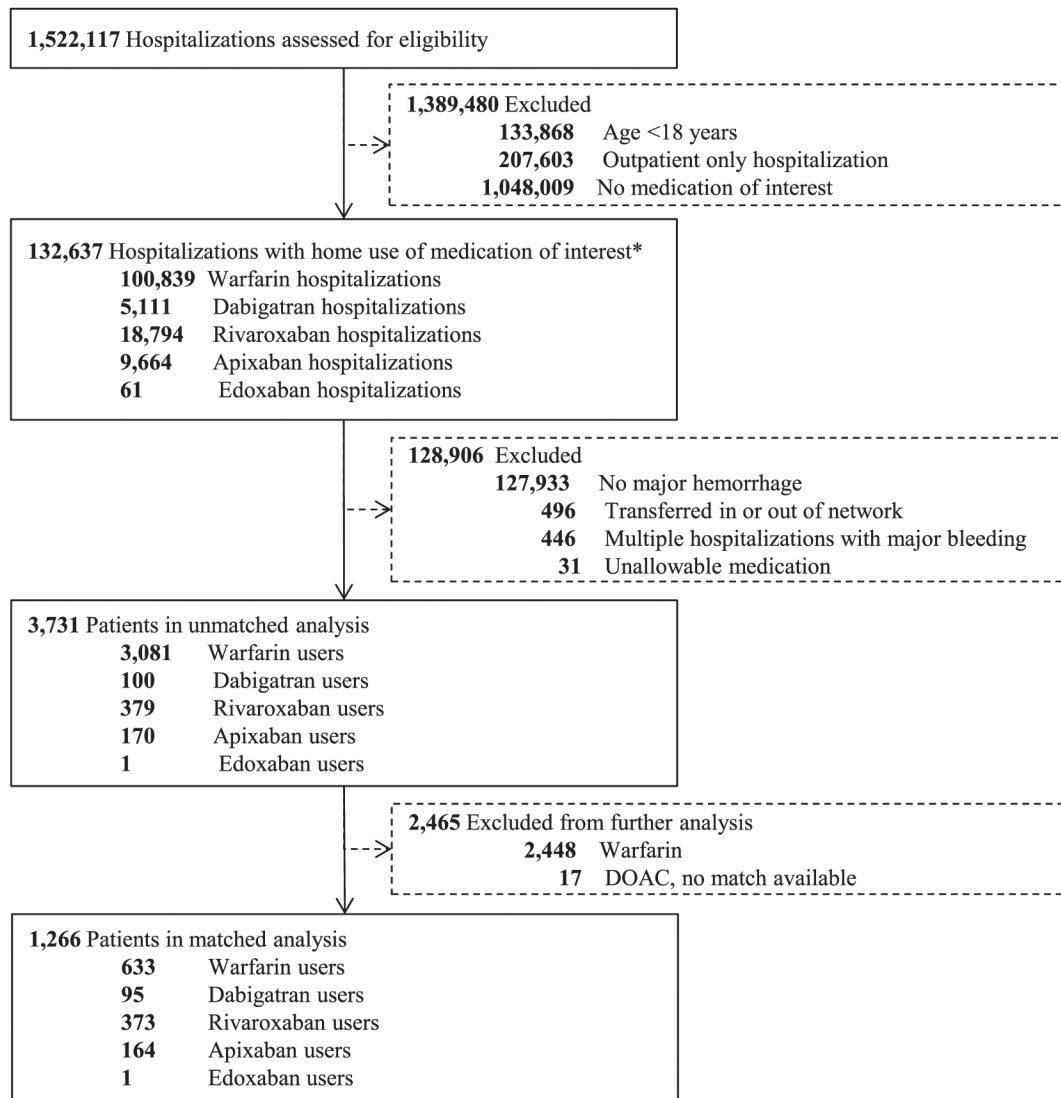 1,522,117 Hospitalizations assessed for eligibility
1,389,480 Excluded
133,868 Age <18 years
207,603 Outpatient only hospitalization
1,048,009 No medication of interest
132,637 Hospitalizations with home use of medication of interest*
100,839 Warfarin hospitalizations
5,111 Dabigatran hospitalizations
18,794 Rivaroxaban hospitalizations
9,664 Apixaban hospitalizations
61 Edoxaban hospitalizations
128,906 Excluded
127,933 No major hemorrhage
496 Transferred in or out of network
446 Multiple hospitalizations with major bleeding
31 Unallowable medication
3,731 Patients in unmatched analysis
3,081 Warfarin users
100 Dabigatran users
379 Rivaroxaban users
170 Apixaban users
1 Edoxaban users
2,465 Excluded from further analysis
2,448 Warfarin
17 DOAC, no match available
1,266 Patients in matched analysis
633 Warfarin users
95 Dabigatran users
373 Rivaroxaban users
164 Apixaban users
1 Edoxaban users